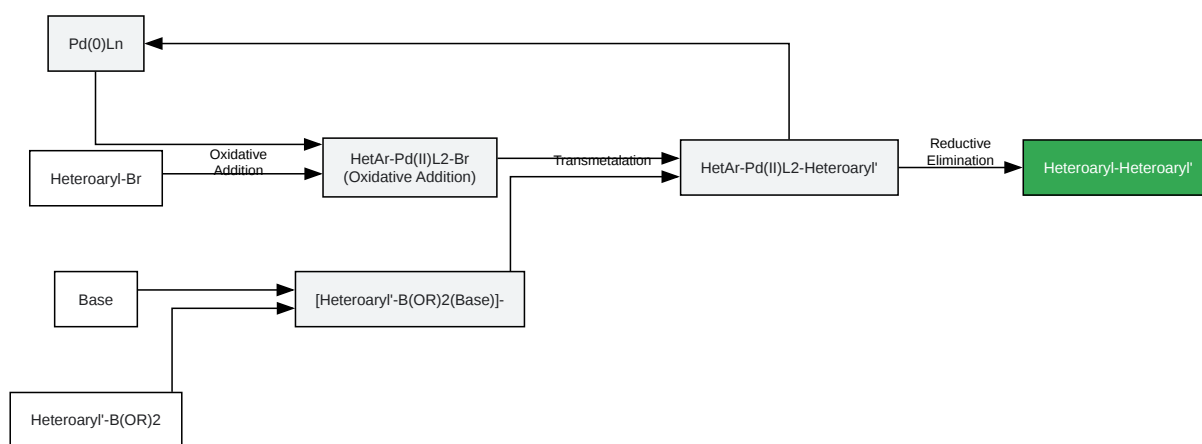 Pd(0)Ln
Heteroaryl-Br
Oxidative
Addition
HetAr-Pd(II)L2-Br
(Oxidative Addition)
Transmetalation
HetAr-Pd(II)L2-Heteroaryl'
Reductive
Elimination
Heteroaryl-Heteroaryl'
Base
[Heteroaryl'-B(OR)2(Base)]-
Heteroaryl'-B(OR)2